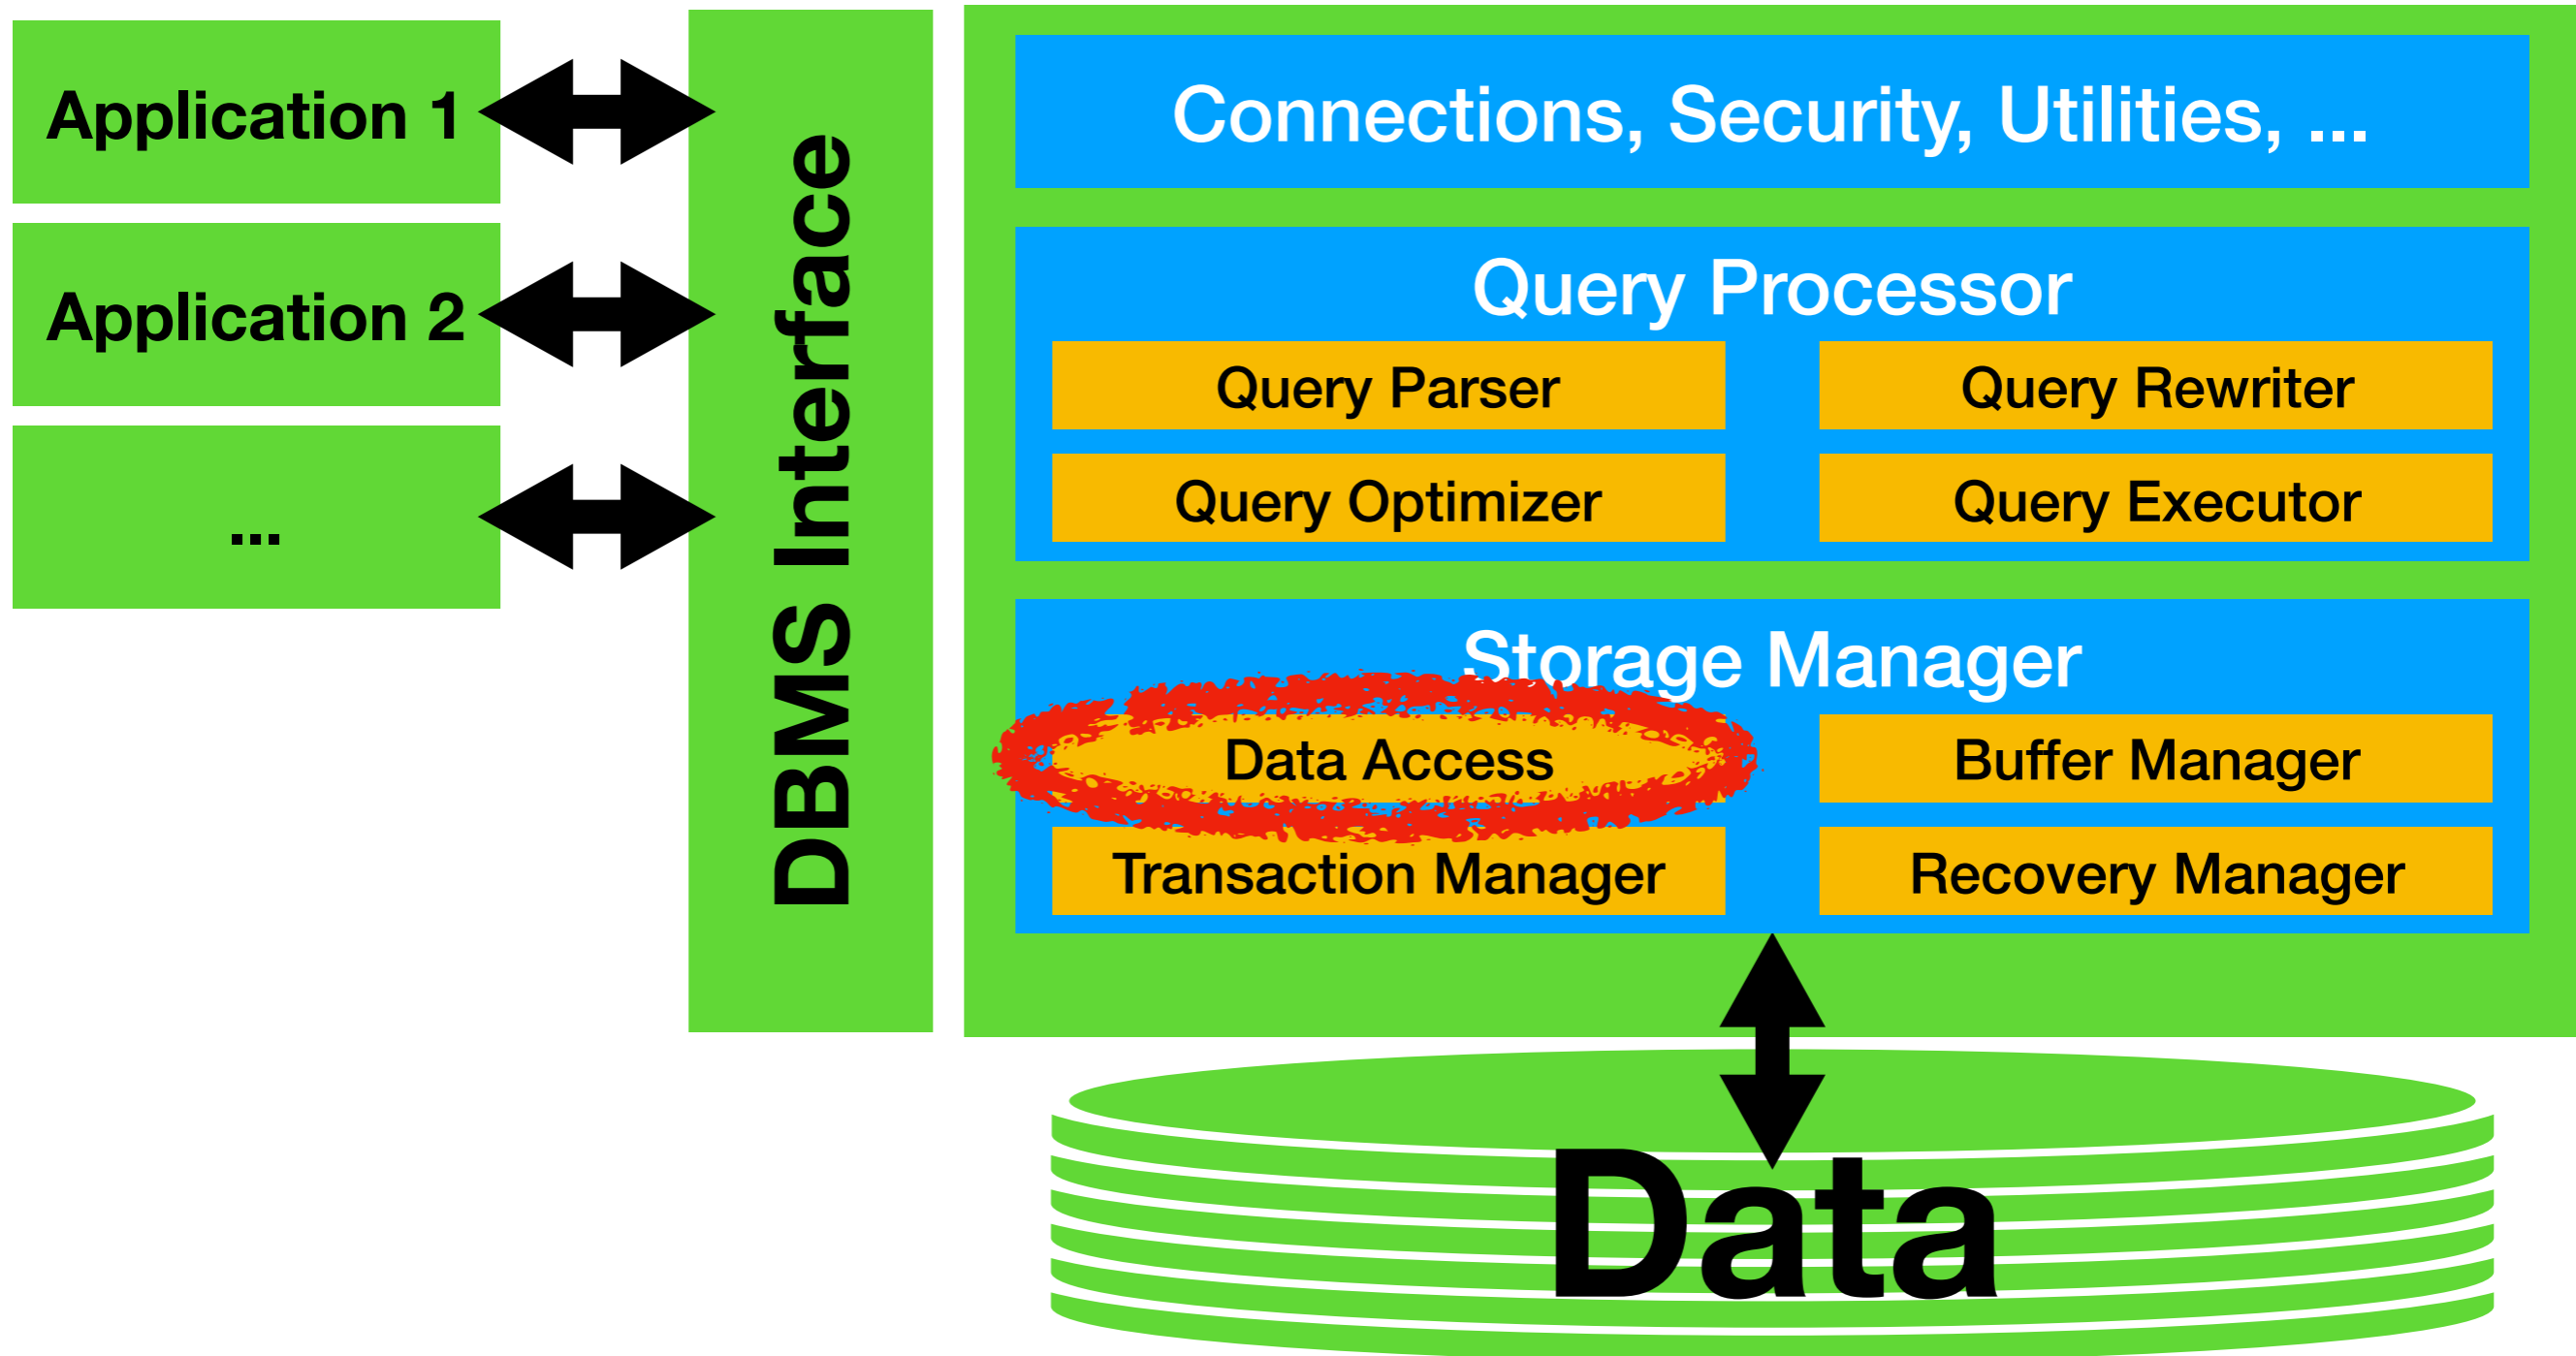 Application 1
Application 2
...
DBMS Interface
Connections, Security, Utilities, ...
Query Processor
Query Parser
Query Rewriter
Query Optimizer
Query Executor
Storage Manager
Data Access
Buffer Manager
Transaction Manager
Recovery Manager
Data